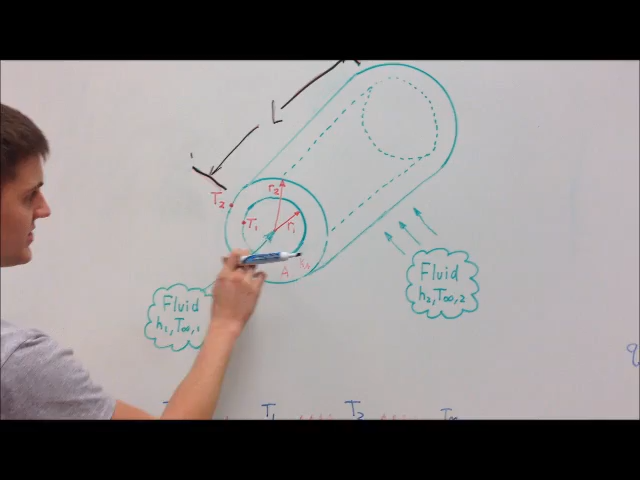 L
r₂
T₂
T₁
r₁
A
Fluid
h₂, T∞,₂
Fluid
h₁, T∞,₁
q
T₁
T₂
T∞